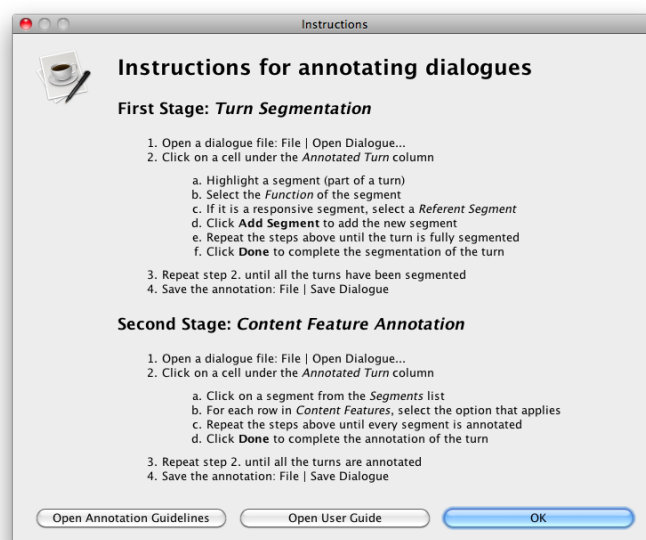 Instructions
Instructions for annotating dialogues
First Stage: Turn Segmentation
1. Open a dialogue file: File | Open Dialogue...
2. Click on a cell under the Annotated Turn column
a. Highlight a segment (part of a turn)
b. Select the Function of the segment
c. If it is a responsive segment, select a Referent Segment
d. Click Add Segment to add the new segment
e. Repeat the steps above until the turn is fully segmented
f. Click Done to complete the segmentation of the turn
3. Repeat step 2. until all the turns have been segmented
4. Save the annotation: File | Save Dialogue
Second Stage: Content Feature Annotation
1. Open a dialogue file: File | Open Dialogue...
2. Click on a cell under the Annotated Turn column
a. Click on a segment from the Segments list
b. For each row in Content Features, select the option that applies
c. Repeat the steps above until every segment is annotated
d. Click Done to complete the annotation of the turn
3. Repeat step 2. until all the turns are annotated
4. Save the annotation: File | Save Dialogue
Open Annotation Guidelines Open User Guide OK